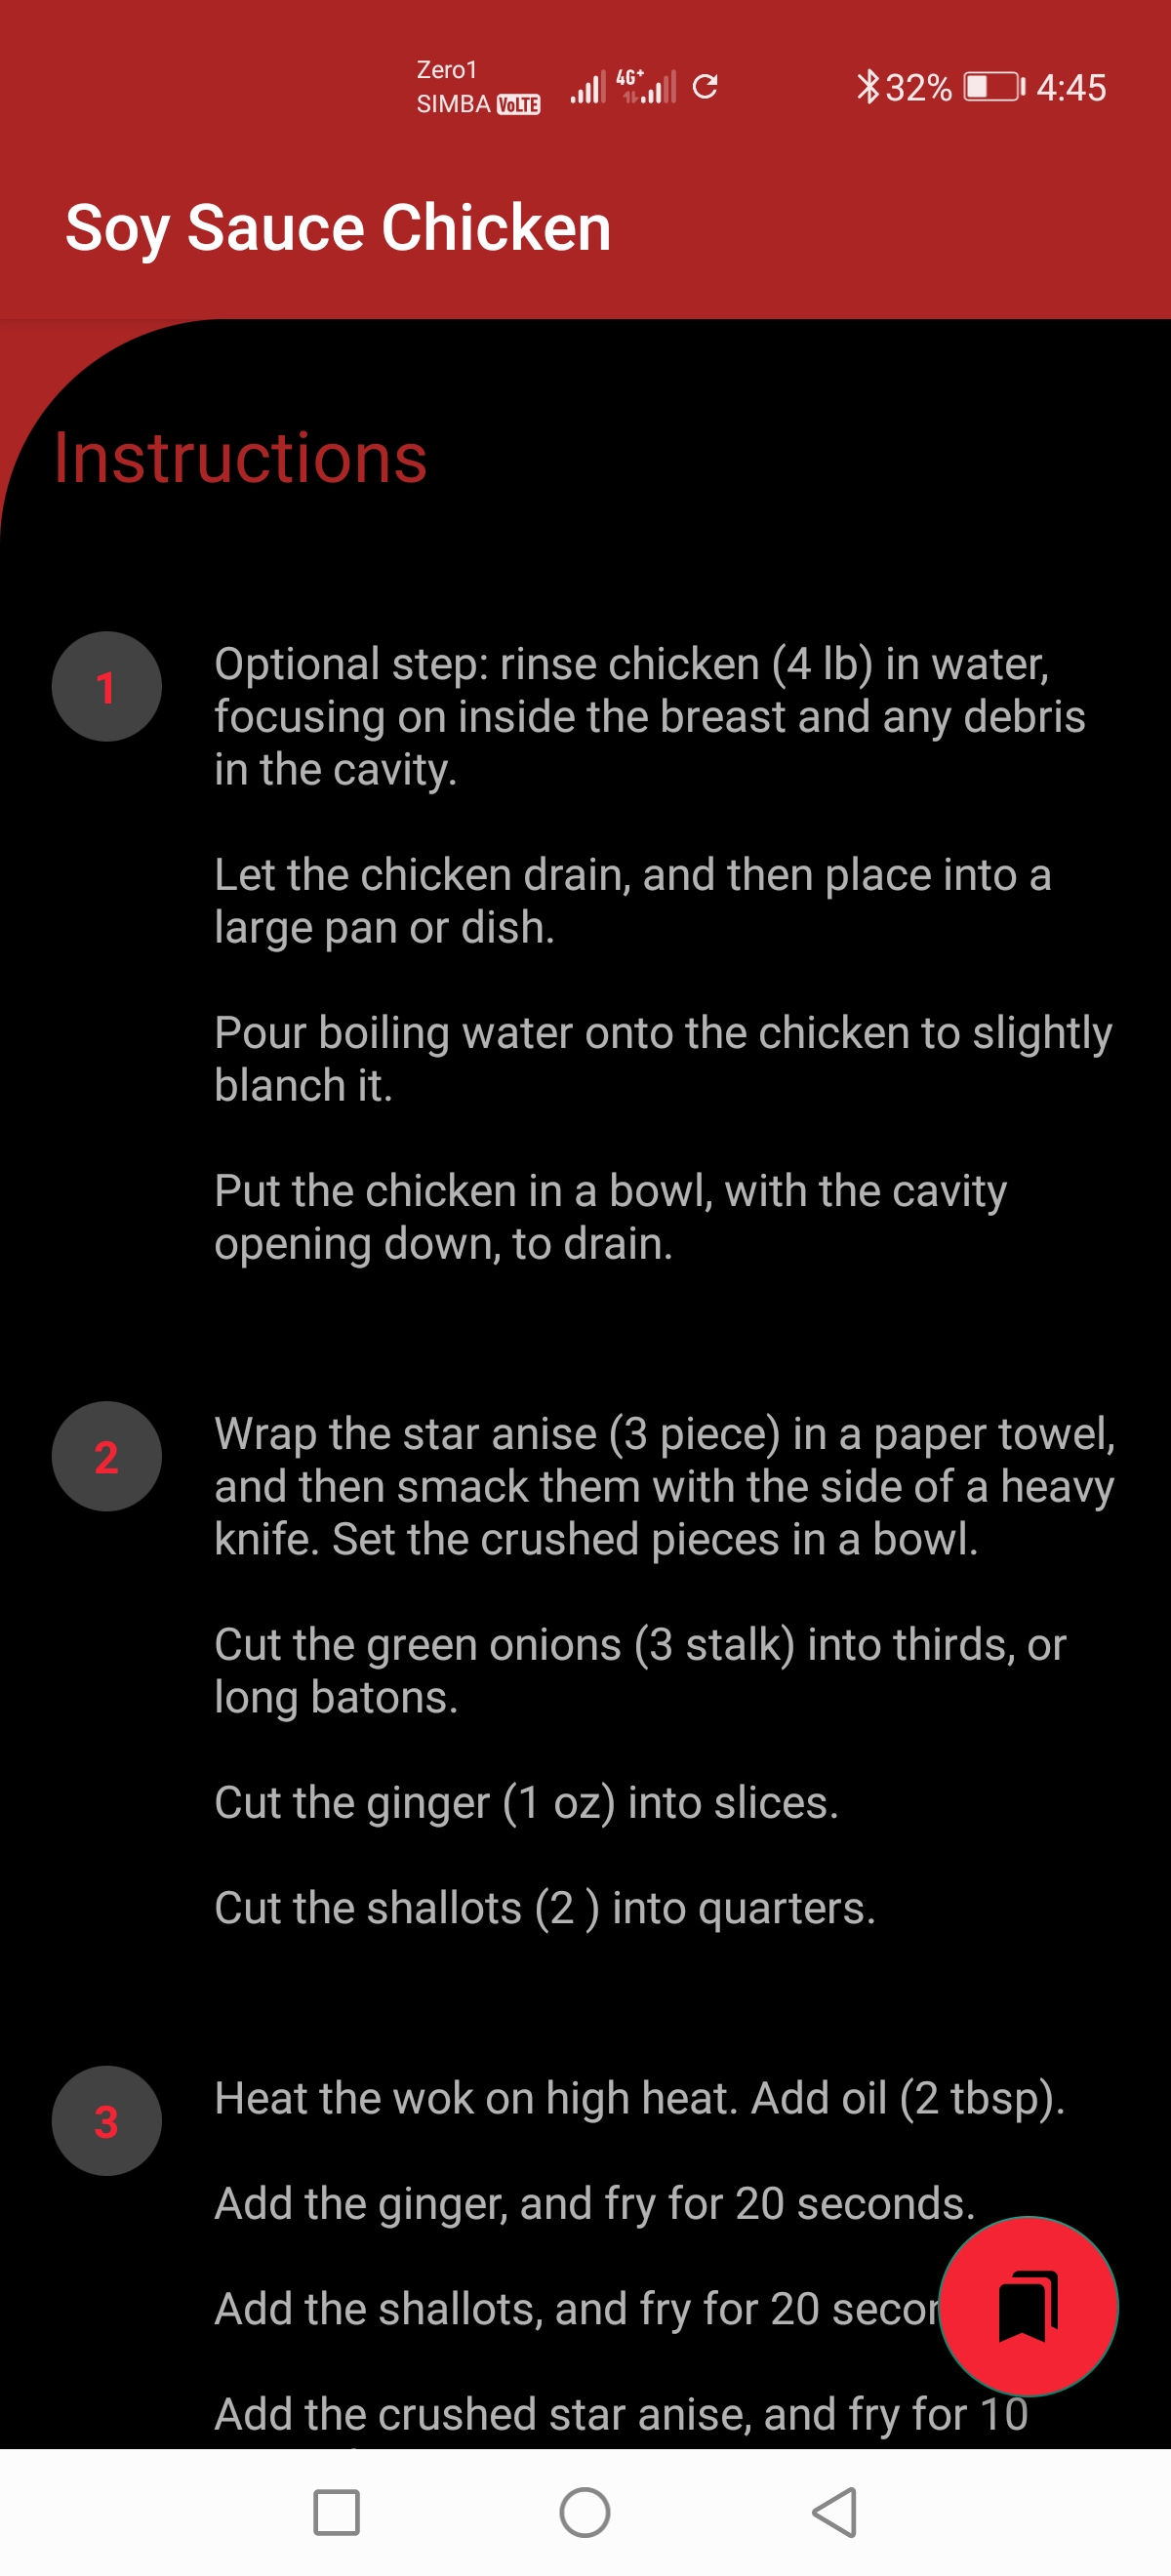 Zero1
SIMBA VoLTE
4G+
32%
4:45
Soy Sauce Chicken
Instructions
1
Optional step: rinse chicken (4 lb) in water,
focusing on inside the breast and any debris
in the cavity.
Let the chicken drain, and then place into a
large pan or dish.
Pour boiling water onto the chicken to slightly
blanch it.
Put the chicken in a bowl, with the cavity
opening down, to drain.
2
Wrap the star anise (3 piece) in a paper towel,
and then smack them with the side of a heavy
knife. Set the crushed pieces in a bowl.
Cut the green onions (3 stalk) into thirds, or
long batons.
Cut the ginger (1 oz) into slices.
Cut the shallots (2 ) into quarters.
3
Heat the wok on high heat. Add oil (2 tbsp).
Add the ginger, and fry for 20 seconds.
Add the shallots, and fry for 20
Add the crushed star anise, and fry for 10